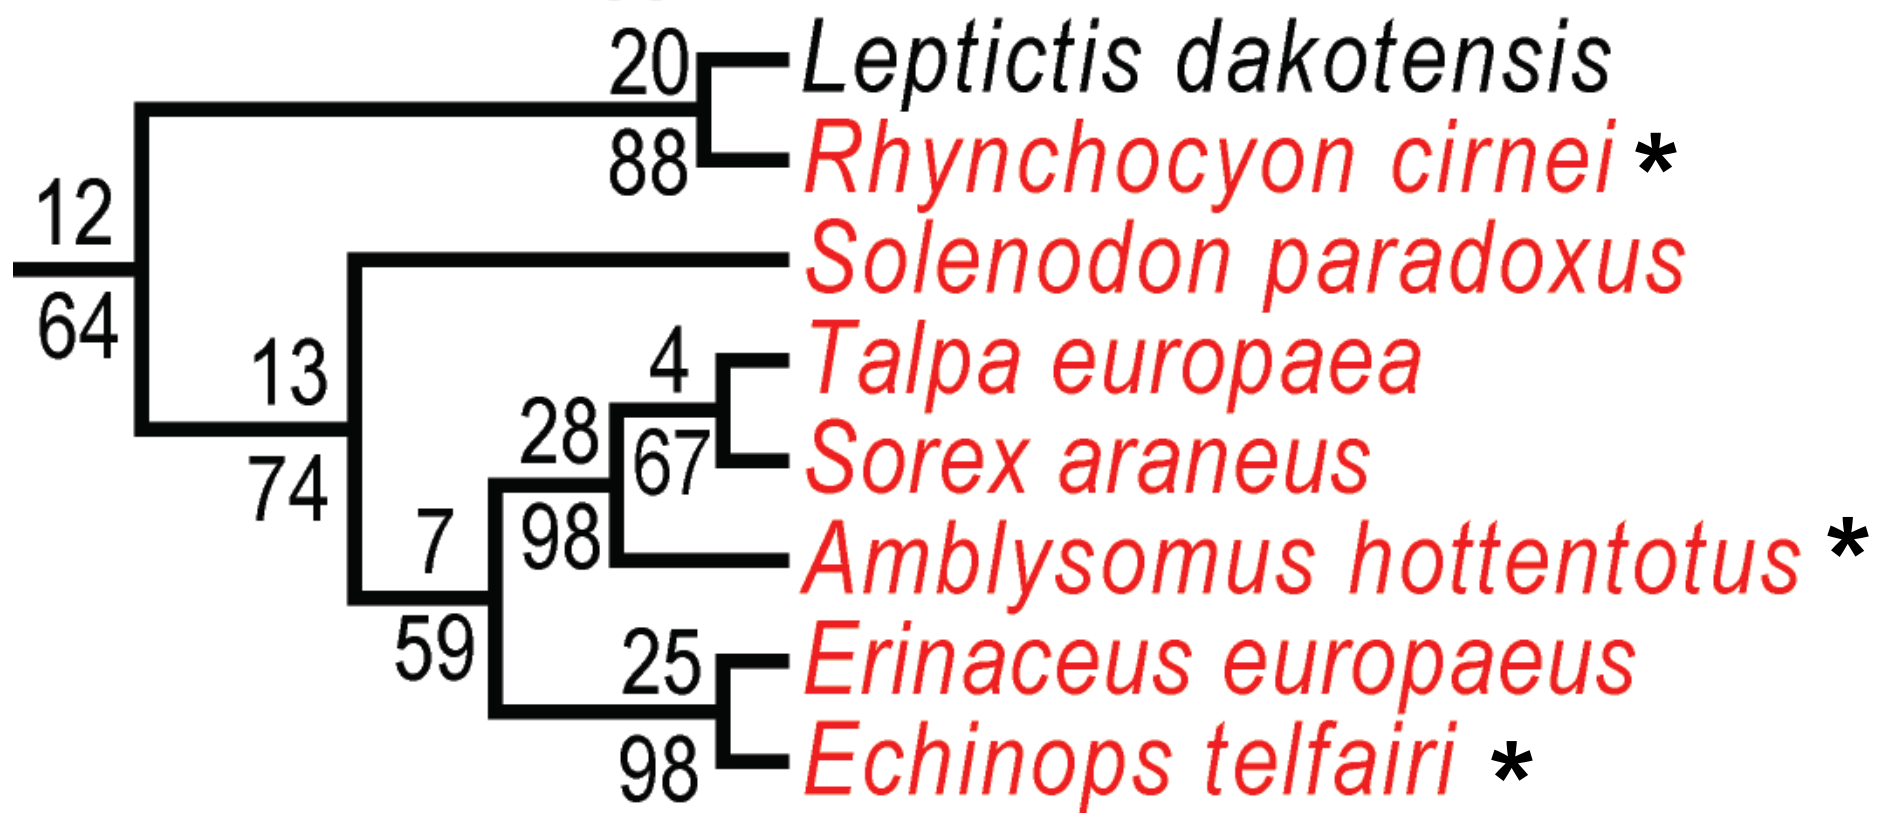 20 Leptictis dakotensis
88 Rhynchocyon cirnei *
12
Solenodon paradoxus
64
13
4 Talpa europaea
28
67 Sorex araneus
74
98 Amblysomus hottentotus *
7
59
25 Erinaceus europaeus
98 Echinops telfairi *